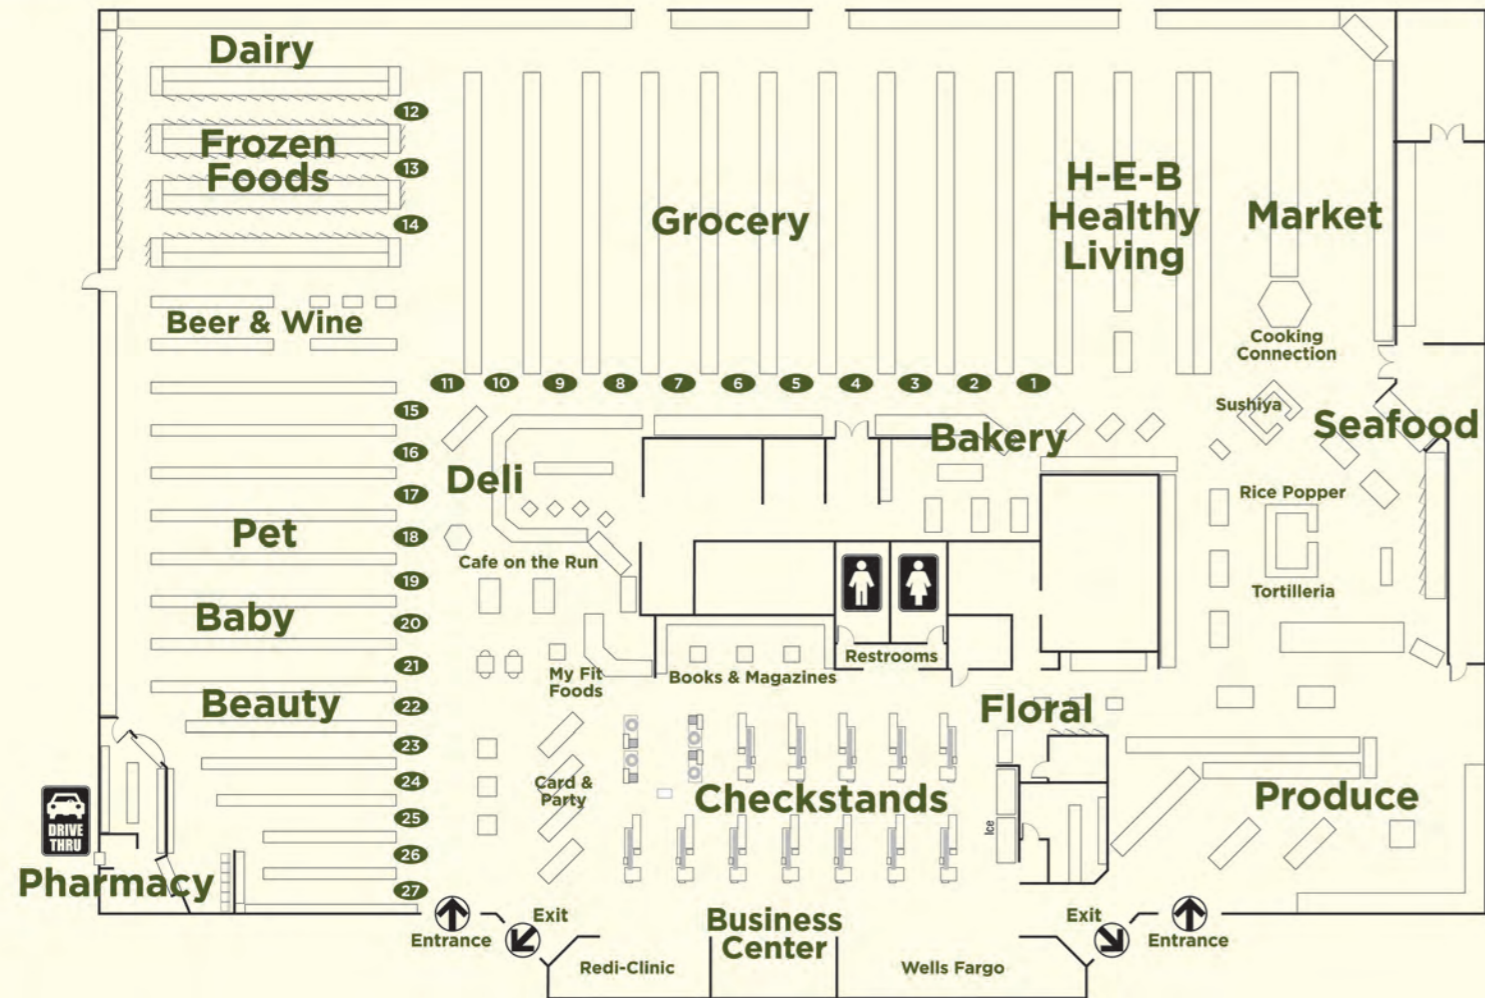 Dairy
12
Frozen
Foods
13
14
Beer & Wine
Grocery
H-E-B
Healthy
Living
Market
Cooking
Connection
11
10
9
8
7
6
5
4
3
2
1
15
16
17
18
19
20
21
22
23
24
25
26
27
Sushiya
Seafood
Deli
Bakery
Rice Popper
Tortilleria
Pet
Cafe on the Run
Baby
My Fit
Foods
Books & Magazines
Restrooms
Beauty
Floral
Card &
Party
Checkstands
Ice
Produce
DRIVE
THRU
Pharmacy
Entrance
Exit
Business
Center
Exit
Entrance
Redi-Clinic
Wells Fargo